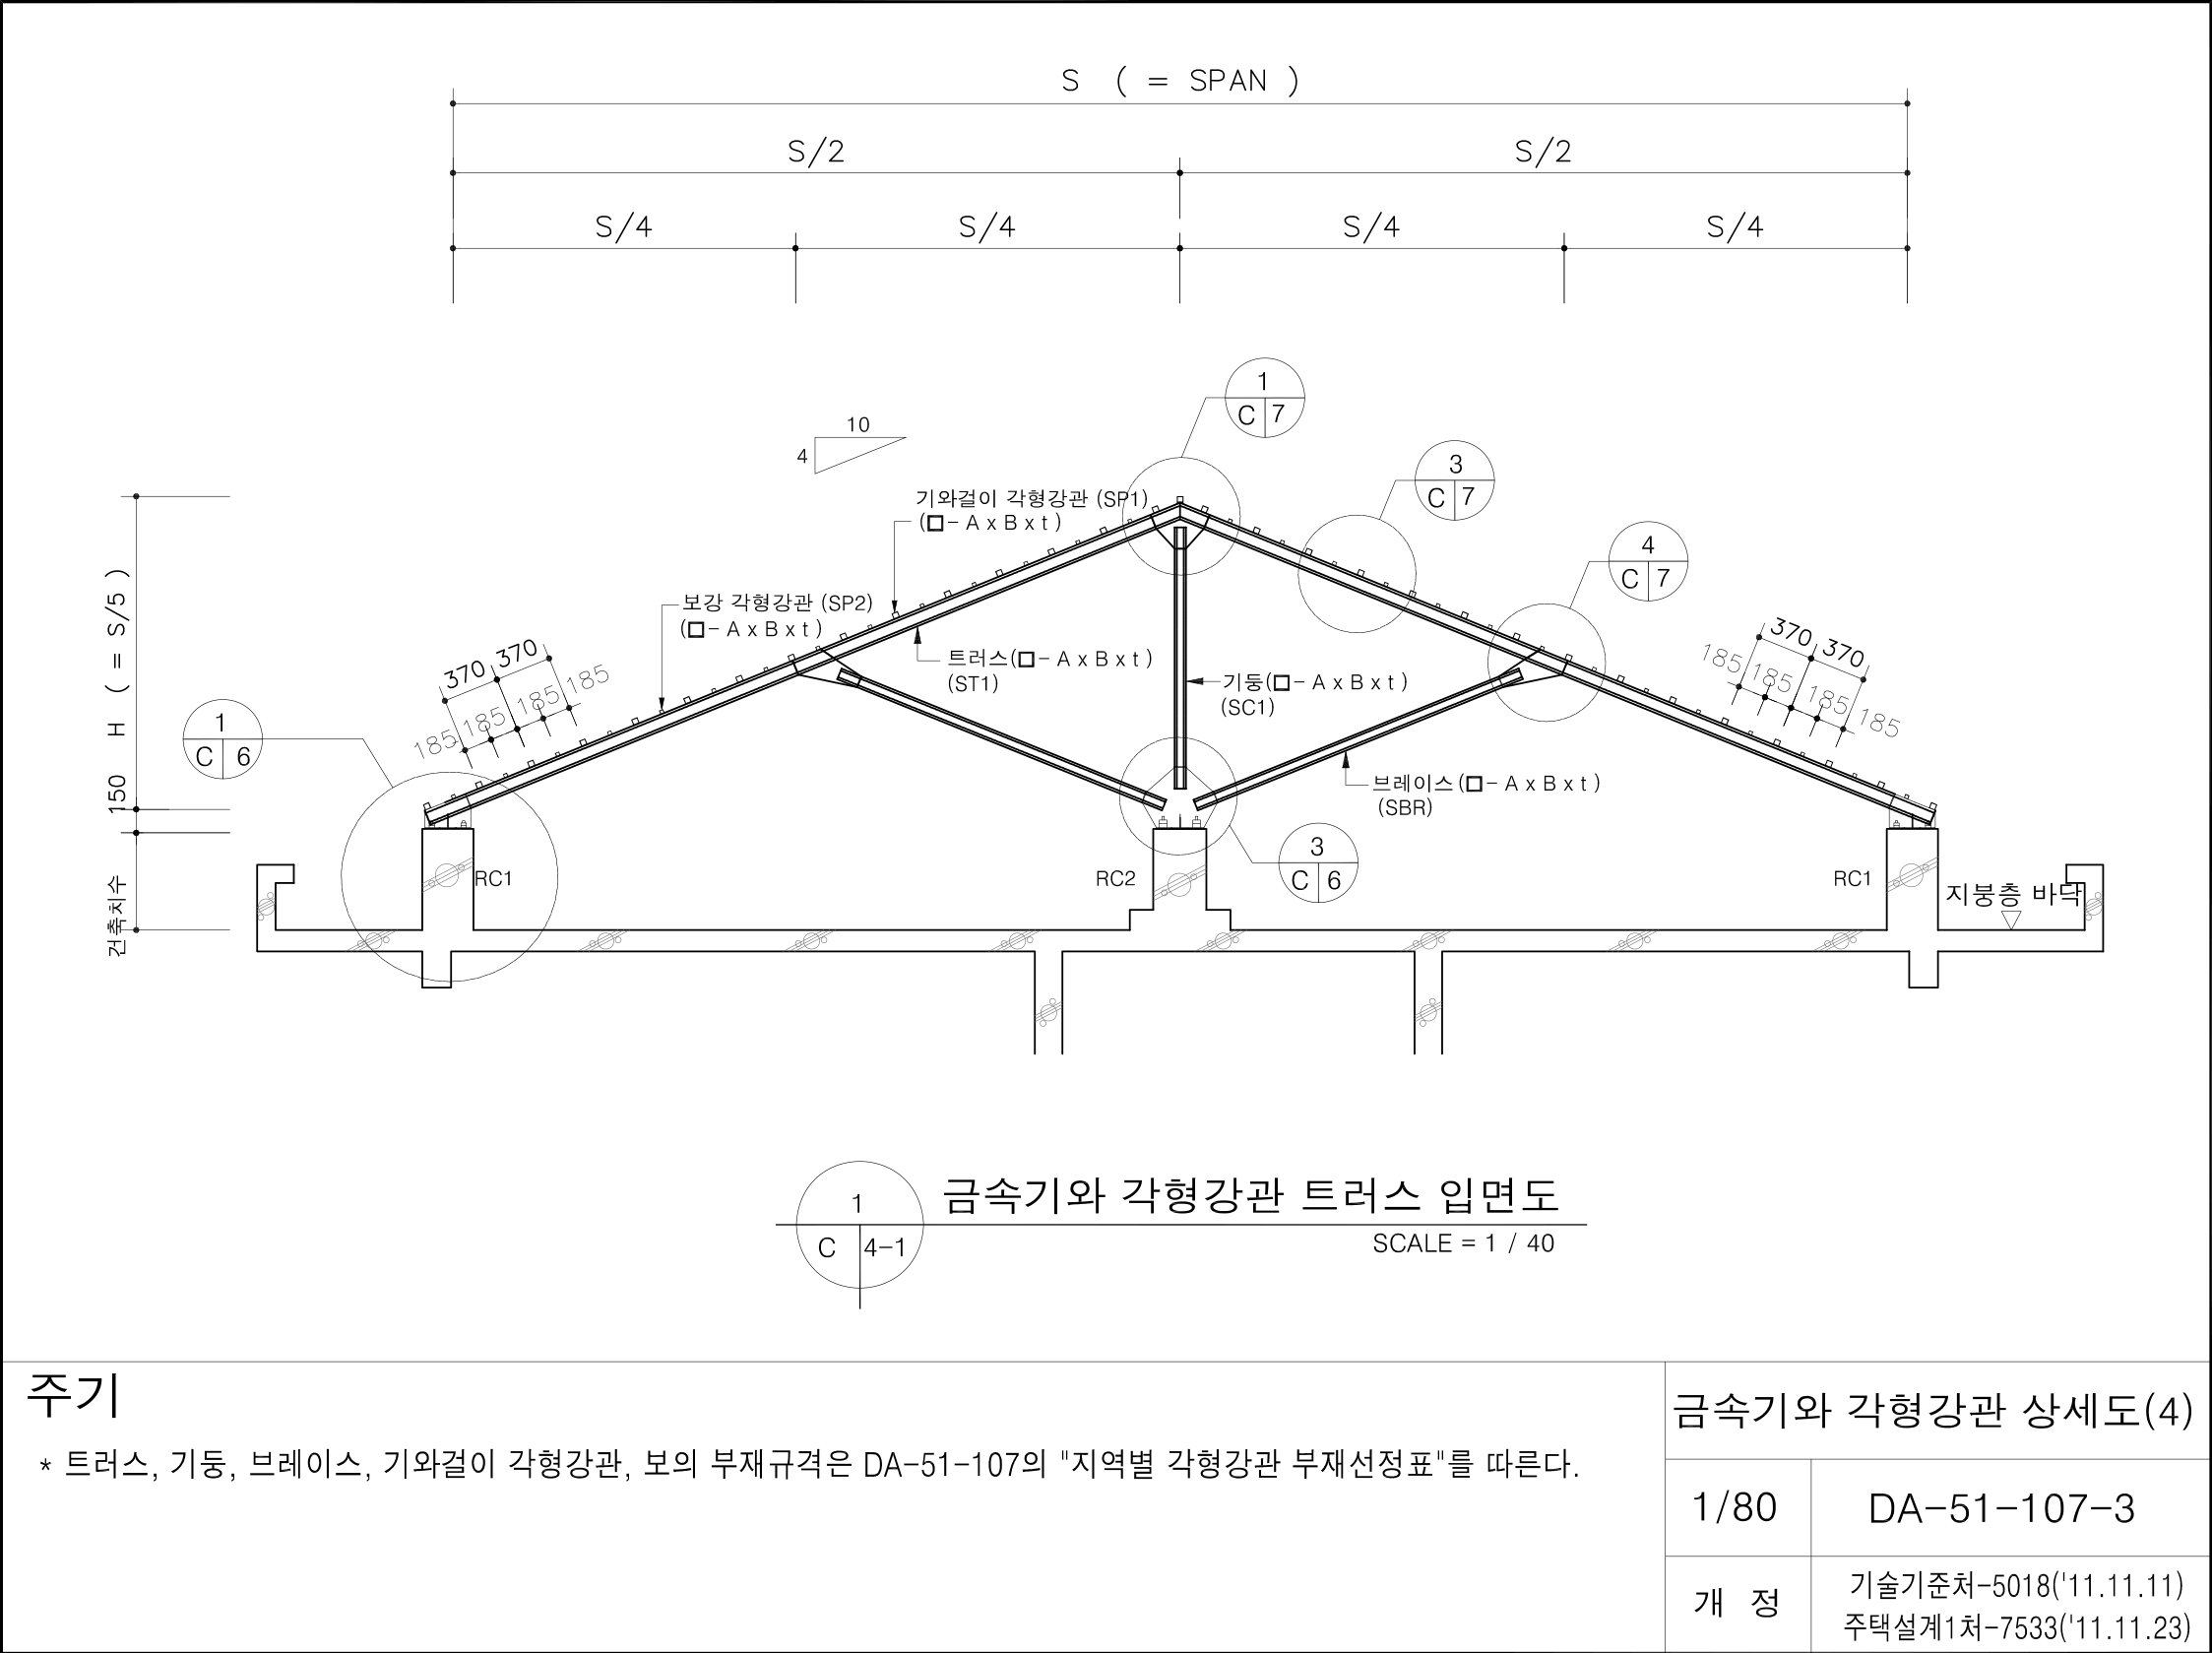 S ( = SPAN )
S/2
S/2
S/4
S/4
S/4
S/4
1
C 7
10
4
3
C 7
기와걸이 각형강관 (SP1)
(□- A x B x t )
4
C 7
보강 각형강관 (SP2)
(□- A x B x t )
트러스(□- A x B x t )
(ST1)
기둥(□- A x B x t )
(SC1)
370
370
185
185
185
185
370
370
185
185
185
185
H ( = S/5 )
150
건축치수
1
C 6
브레이스(□- A x B x t )
(SBR)
3
C 6
RC1
RC2
RC1
지붕층 바닥
1
C 4-1
금속기와 각형강관 트러스 입면도
SCALE = 1 / 40
주기
* 트러스, 기둥, 브레이스, 기와걸이 각형강관, 보의 부재규격은 DA-51-107의 "지역별 각형강관 부재선정표"를 따른다.
금속기와 각형강관 상세도(4)
1/80
DA-51-107-3
개 정
기술기준처-5018('11.11.11)
주택설계1처-7533('11.11.23)